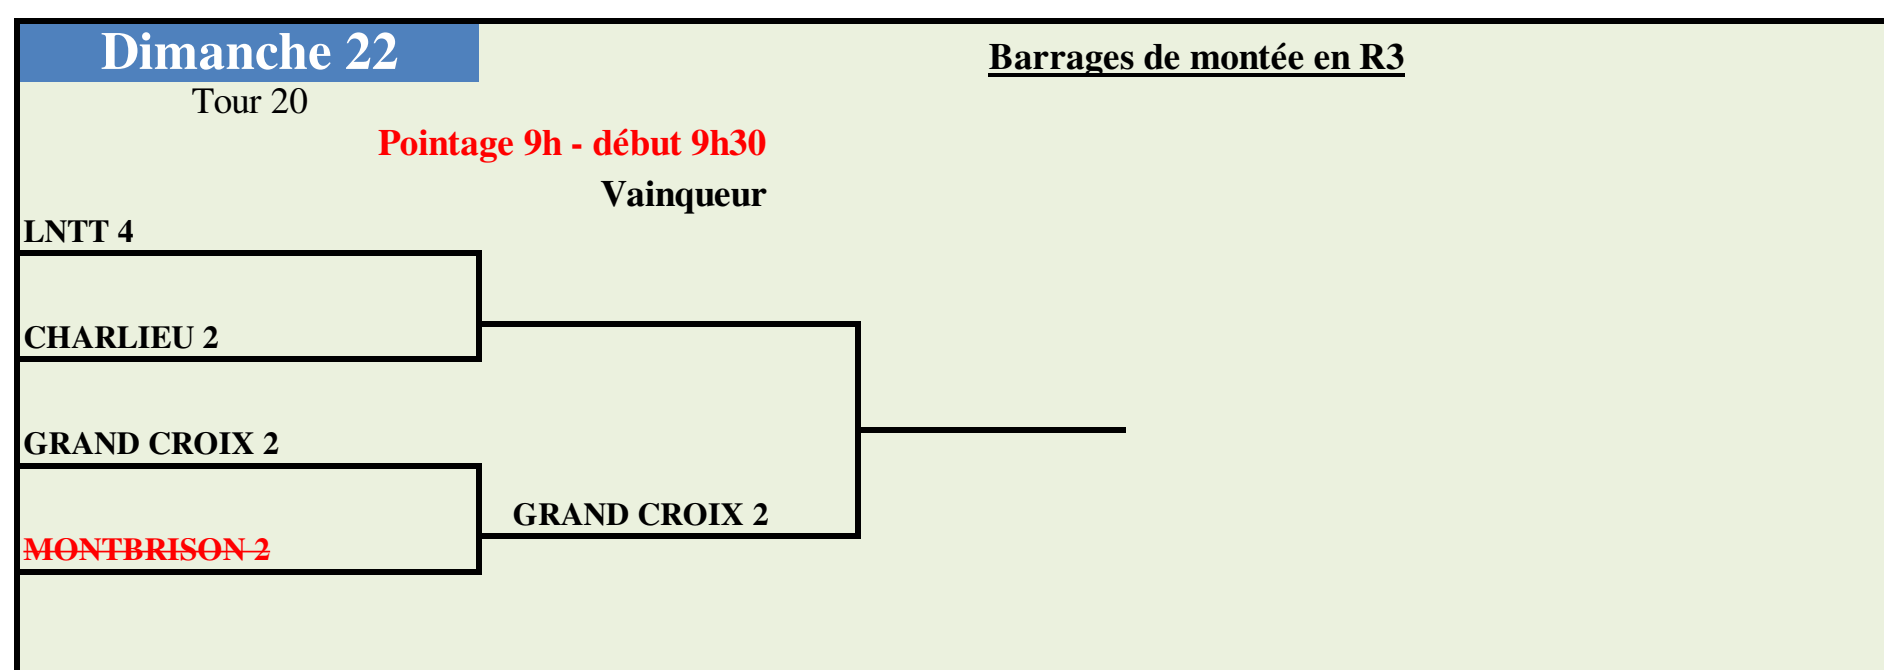 Dimanche 22
Barrages de montée en R3
Tour 20
Pointage 9h - début 9h30
Vainqueur
LNTT 4
CHARLIEU 2
GRAND CROIX 2
GRAND CROIX 2
MONTBRISON 2